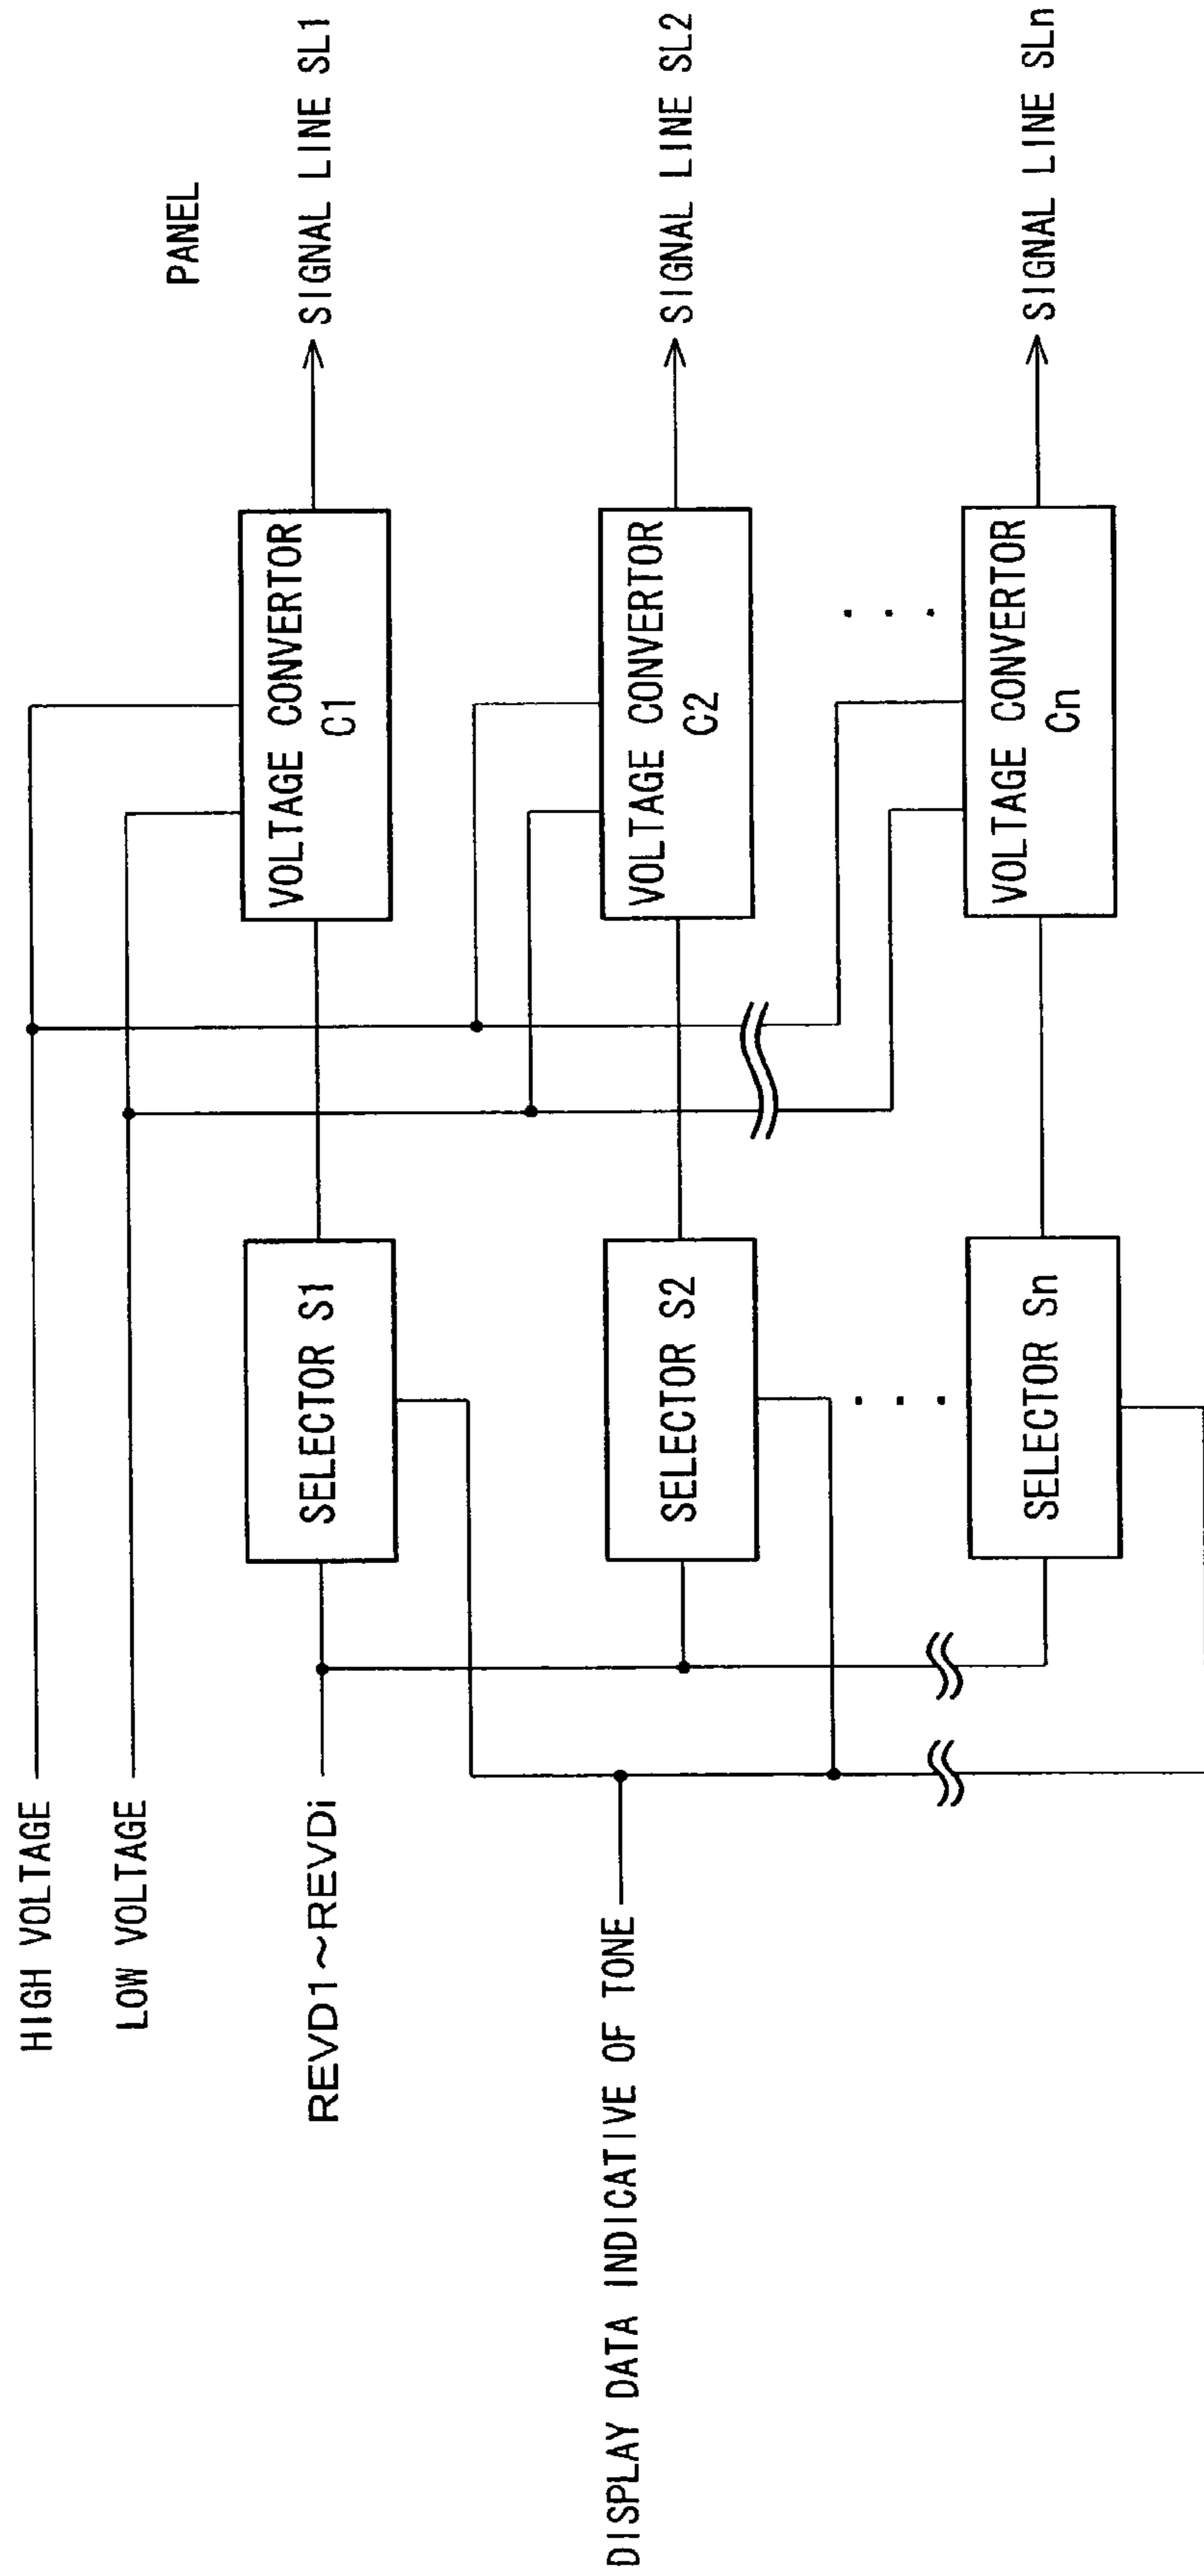 HIGH VOLTAGE
LOW VOLTAGE
PANEL
REVD1~REVDi
SELECTOR S1
VOLTAGE CONVERTOR
C1
SIGNAL LINE SL1
DISPLAY DATA INDICATIVE OF TONE
SELECTOR S2
VOLTAGE CONVERTOR
C2
SIGNAL LINE SL2
SELECTOR Sn
VOLTAGE CONVERTOR
Cn
SIGNAL LINE SLn